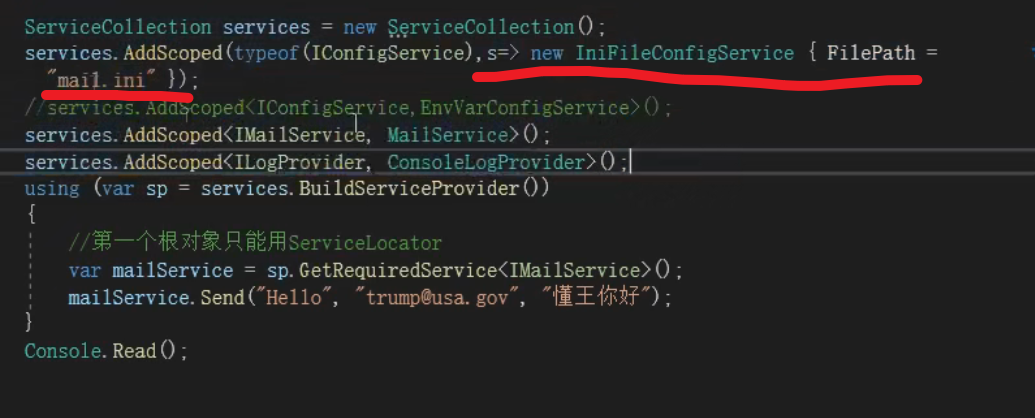 ServiceCollection services = new ServiceCollection();
services.AddScoped(typeof(IConfigService),s=> new IniFileConfigService { FilePath =
"mail.ini" });
//services.AddScoped<IConfigService,EnvVarConfigService>();
services.AddScoped<IMailService, MailService>();
services.AddScoped<ILogProvider, ConsoleLogProvider>();
using (var sp = services.BuildServiceProvider())
{
//第一个根对象只能用ServiceLocator
var mailService = sp.GetRequiredService<IMailService>();
mailService.Send("Hello", "trump@usa.gov", "懂王你好");
}
Console.Read();